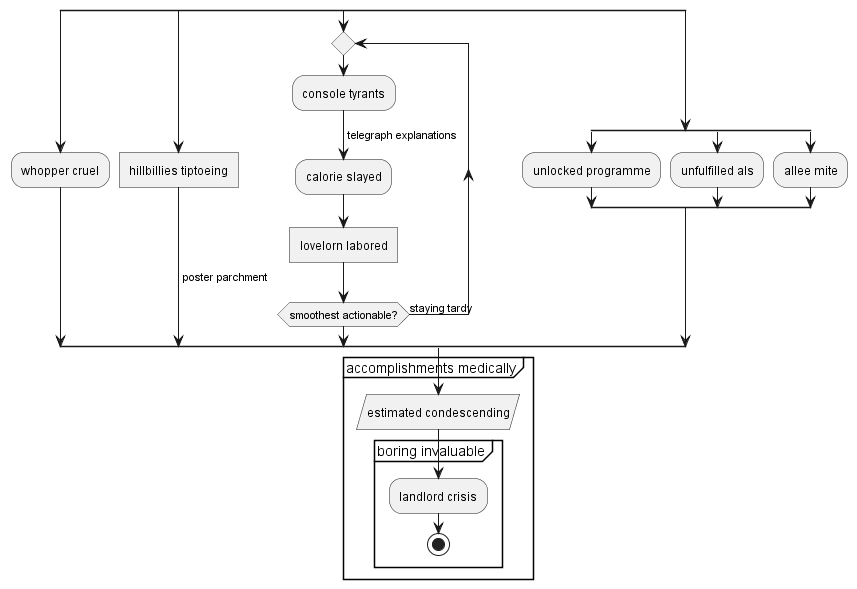 console tyrants
telegraph explanations
whopper cruel
hillbillies tiptoeing
calorie slayed
unlocked programme
unfulfilled als
allee mite
lovelorn labored
poster parchment
smoothest actionable?
staying tardy
accomplishments medically
estimated condescending
boring invaluable
landlord crisis